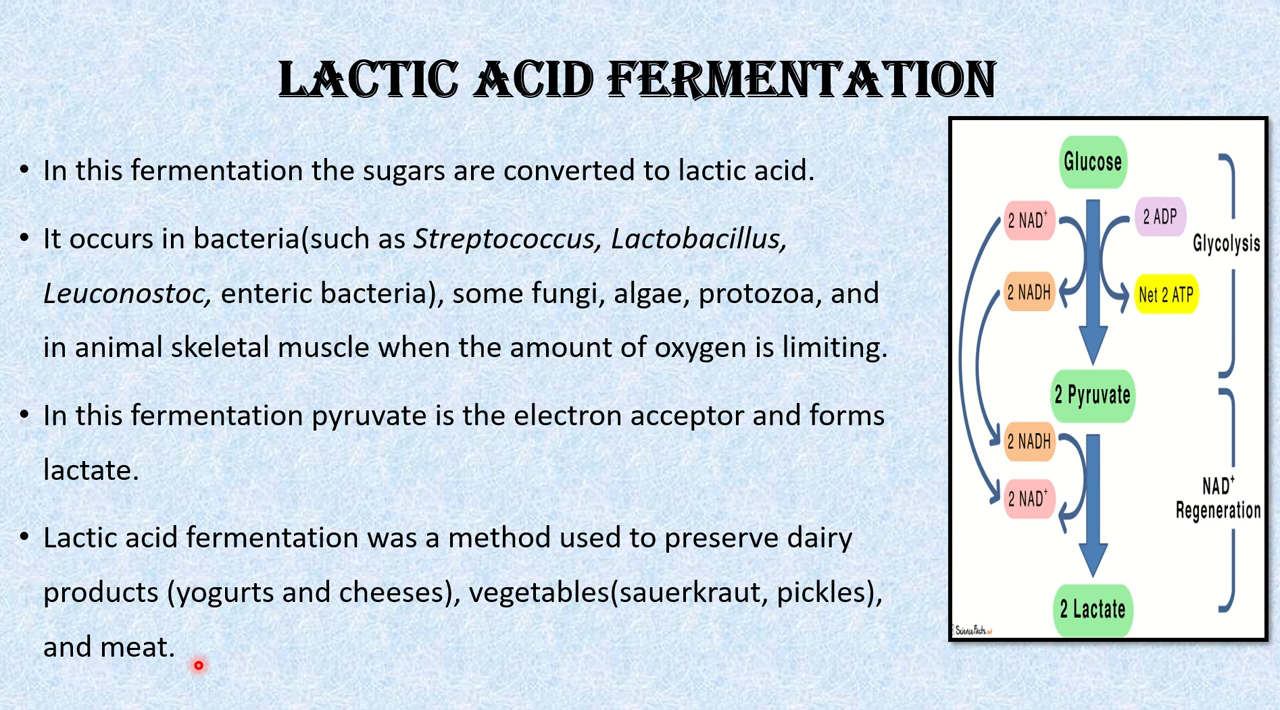 LACTIC ACID FERMENTATION
• In this fermentation the sugars are converted to lactic acid.
• It occurs in bacteria(such as Streptococcus, Lactobacillus,
Leuconostoc, enteric bacteria), some fungi, algae, protozoa, and
in animal skeletal muscle when the amount of oxygen is limiting.
• In this fermentation pyruvate is the electron acceptor and forms
lactate.
• Lactic acid fermentation was a method used to preserve dairy
products (yogurts and cheeses), vegetables(sauerkraut, pickles),
and meat.
Glucose
2 NAD⁺
2 ADP
Glycolysis
2 NADH
Net 2 ATP
2 Pyruvate
2 NADH
2 NAD⁺
NAD⁺
Regeneration
2 Lactate
ScienceFacts.net